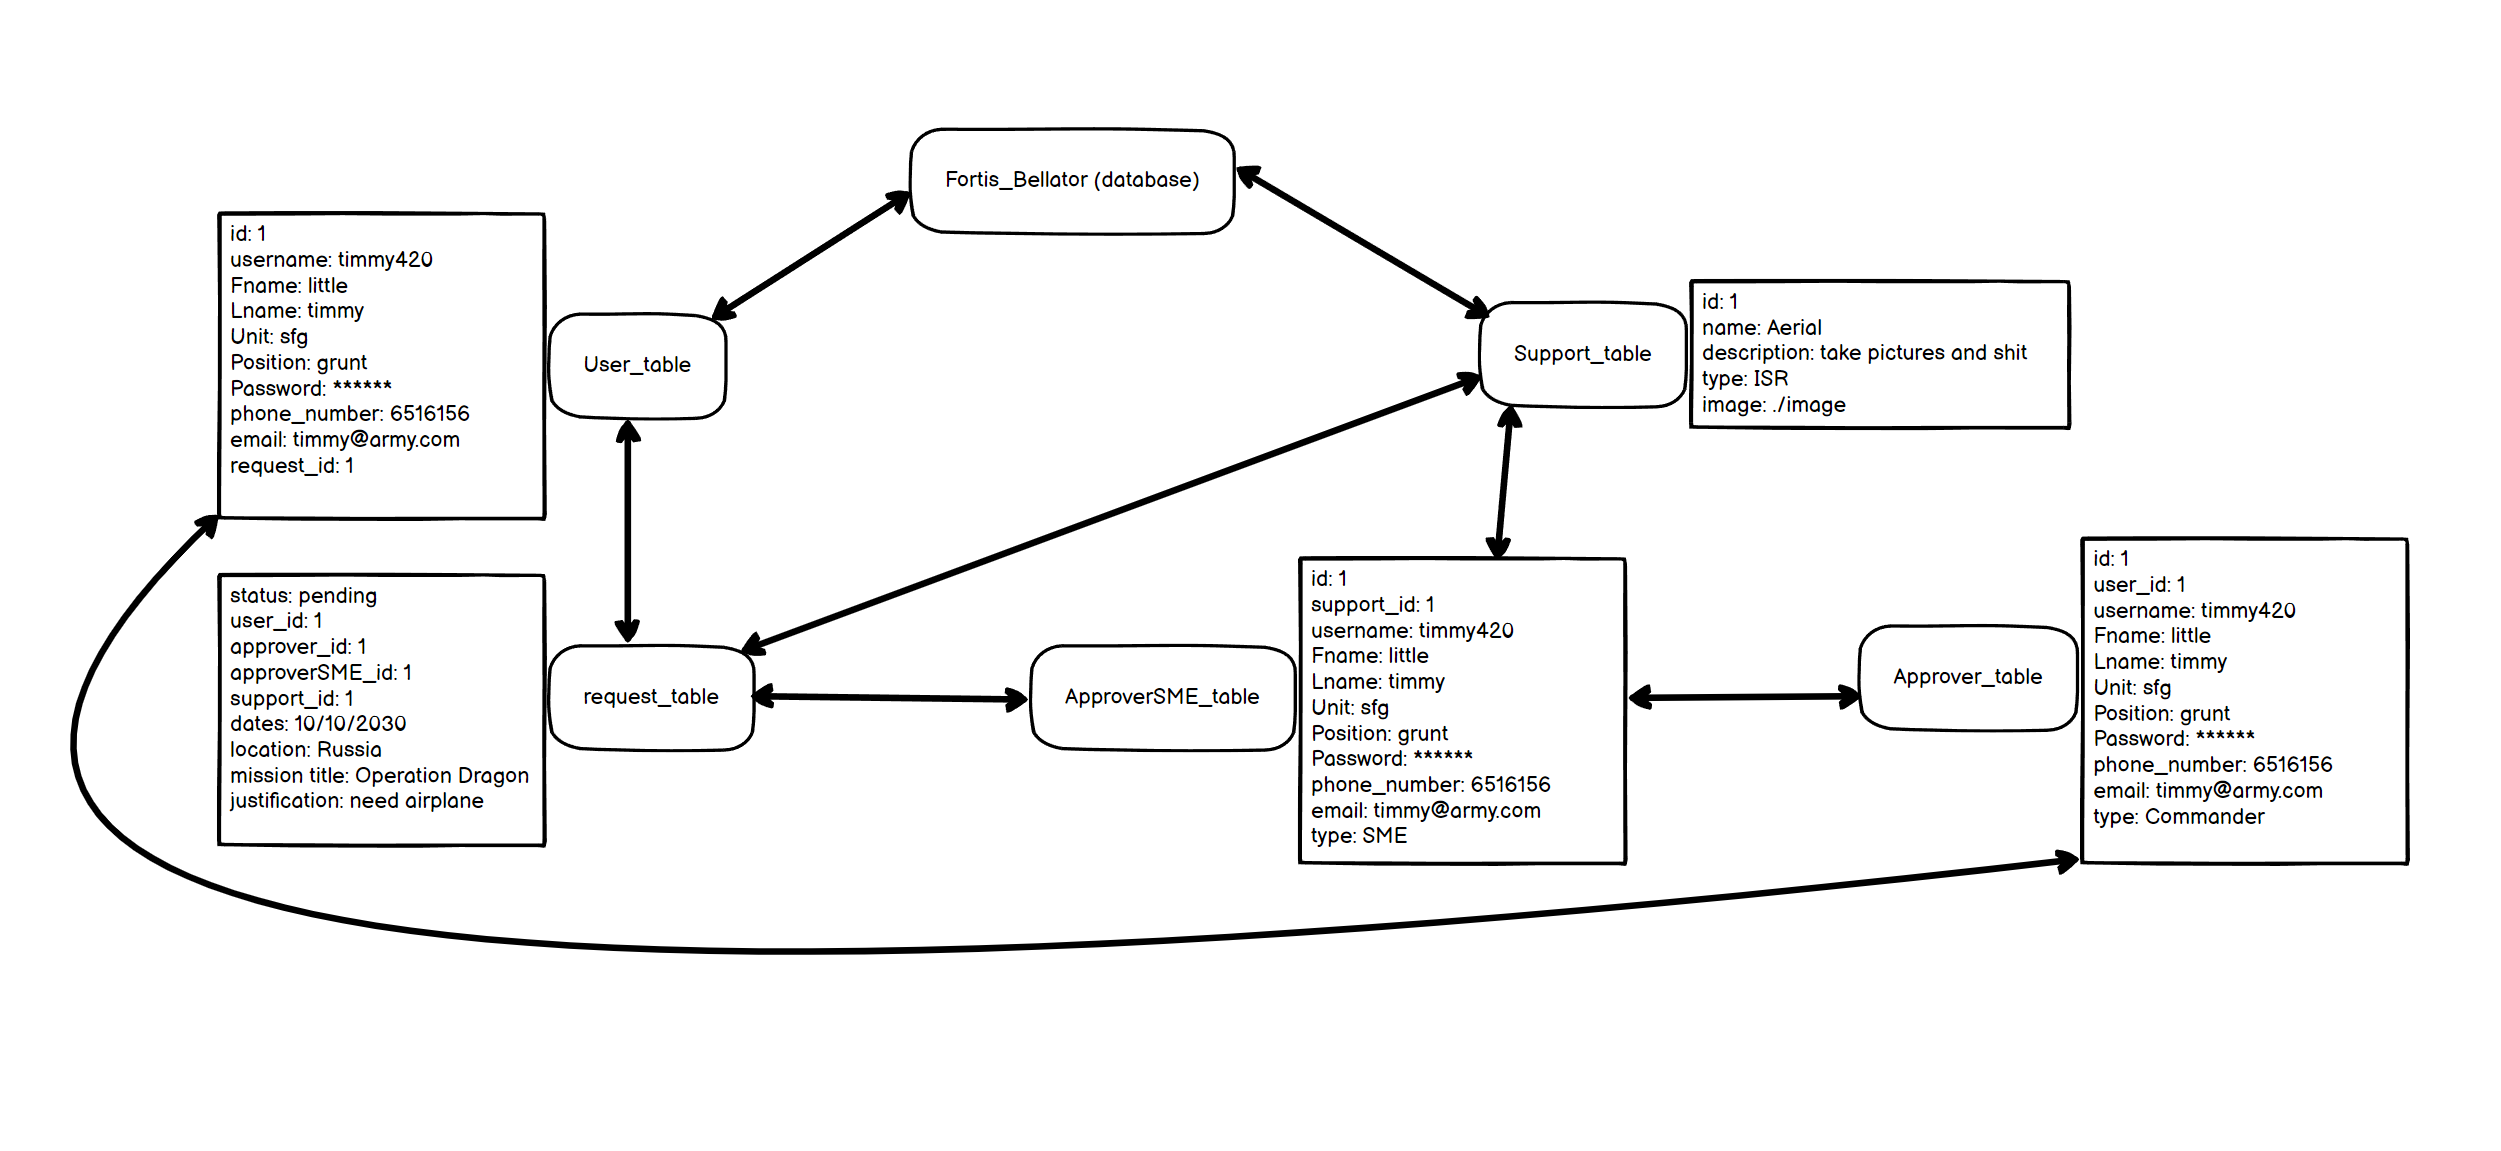 Fortis_Bellator (database)
id: 1
username: timmy420
Fname: little
Lname: timmy
Unit: sfg
Position: grunt
Password: ******
phone_number: 6516156
email: timmy@army.com
request_id: 1
User_table
Support_table
id: 1
name: Aerial
description: take pictures and shit
type: ISR
image: ./image
status: pending
user_id: 1
approver_id: 1
approverSME_id: 1
support_id: 1
dates: 10/10/2030
location: Russia
mission title: Operation Dragon
justification: need airplane
request_table
ApproverSME_table
id: 1
support_id: 1
username: timmy420
Fname: little
Lname: timmy
Unit: sfg
Position: grunt
Password: ******
phone_number: 6516156
email: timmy@army.com
type: SME
Approver_table
id: 1
user_id: 1
username: timmy420
Fname: little
Lname: timmy
Unit: sfg
Position: grunt
Password: ******
phone_number: 6516156
email: timmy@army.com
type: Commander